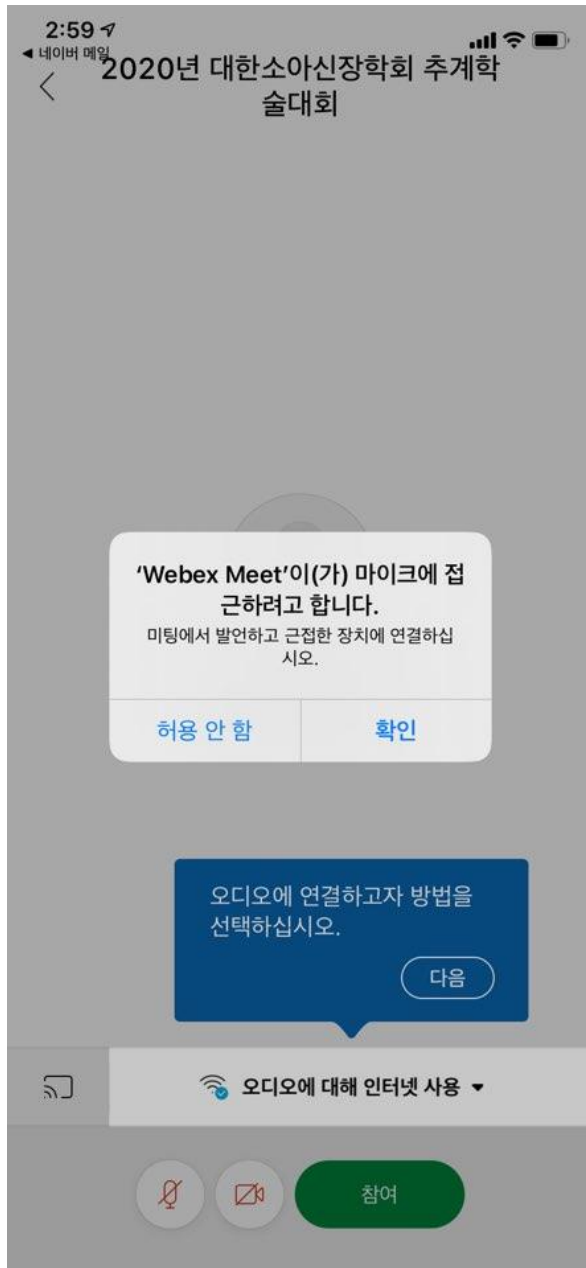 2:59
◀ 네이버 메일
2020년 대한소아신장학회 추계학
술대회
‘Webex Meet’이(가) 마이크에 접
근하려고 합니다.
미팅에서 발언하고 근접한 장치에 연결하십
시오.
허용 안 함
확인
오디오에 연결하고자 방법을
선택하십시오.
다음
오디오에 대해 인터넷 사용
참여